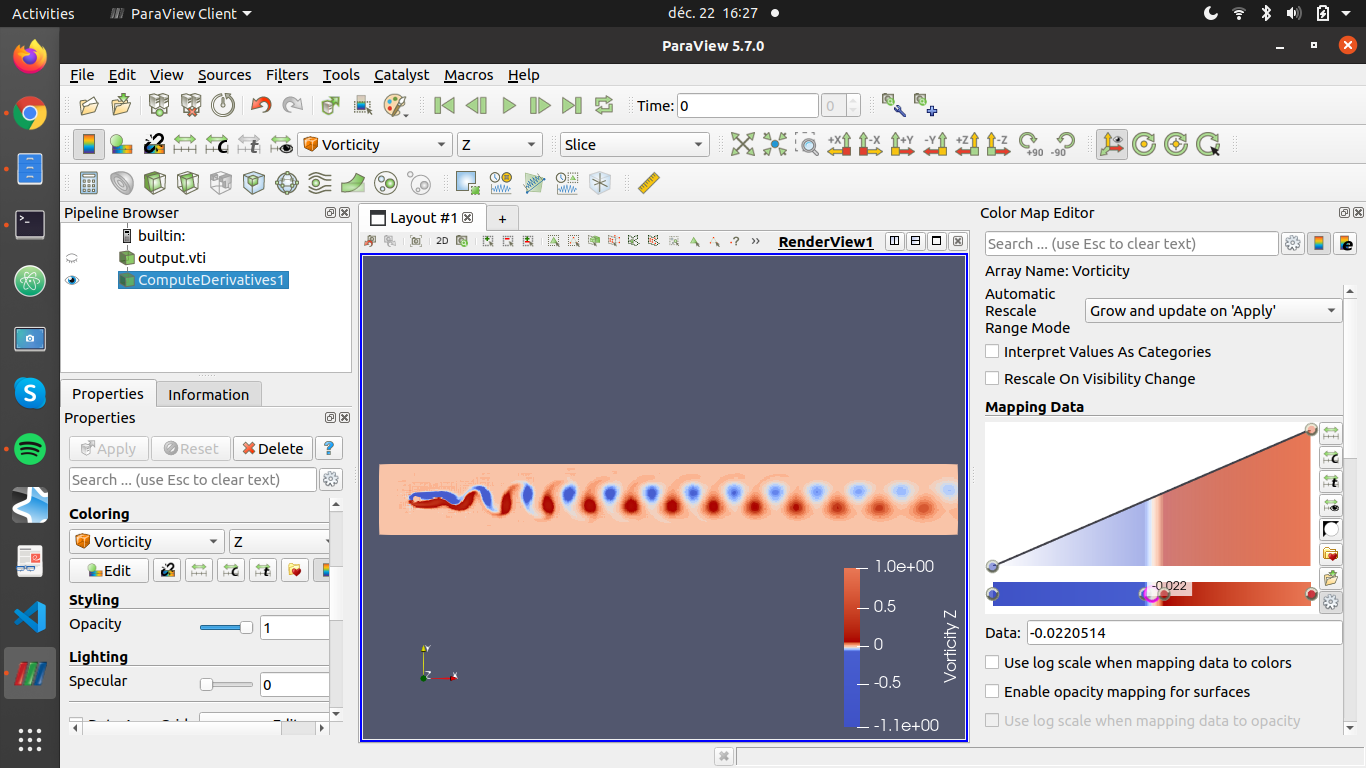 Activities ParaView Client déc. 22 16:27
ParaView 5.7.0
File Edit View Sources Filters Tools Catalyst Macros Help
Time: 0 0
Vorticity Z Slice +X -X +Y -Y +Z -Z +90 -90
Pipeline Browser
builtin:
output.vti
ComputeDerivatives1
Properties Information
Properties
Apply Reset Delete ?
Search ... (use Esc to clear text)
Coloring
Vorticity Z
Edit
Styling
Opacity 1
Lighting
Specular 0
Layout #1 +
2D RenderView1
Y
Z X
1.0e+00
0.5
0
-0.5
-1.1e+00
Vorticity Z
Color Map Editor
Search ... (use Esc to clear text)
Array Name: Vorticity
Automatic
Rescale
Range Mode
Grow and update on 'Apply'
Interpret Values As Categories
Rescale On Visibility Change
Mapping Data
-0.022
Data: -0.0220514
Use log scale when mapping data to colors
Enable opacity mapping for surfaces
Use log scale when mapping data to opacity